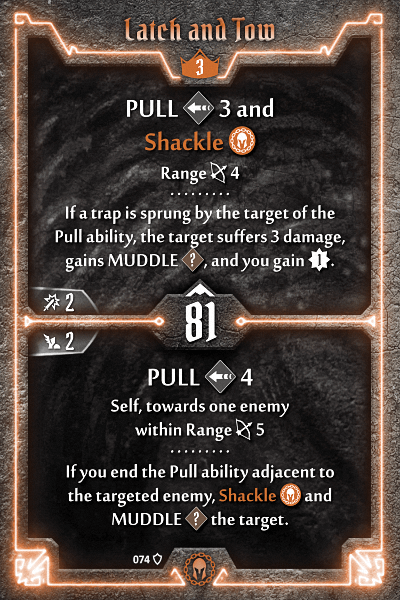 Latch and Tow
3
PULL 3 and
Shackle
Range 4
If a trap is sprung by the target of the
Pull ability, the target suffers 3 damage,
gains MUDDLE ?, and you gain 1.
2
81
2
PULL 4
Self, towards one enemy
within Range 5
If you end the Pull ability adjacent to
the targeted enemy, Shackle and
MUDDLE ? the target.
074